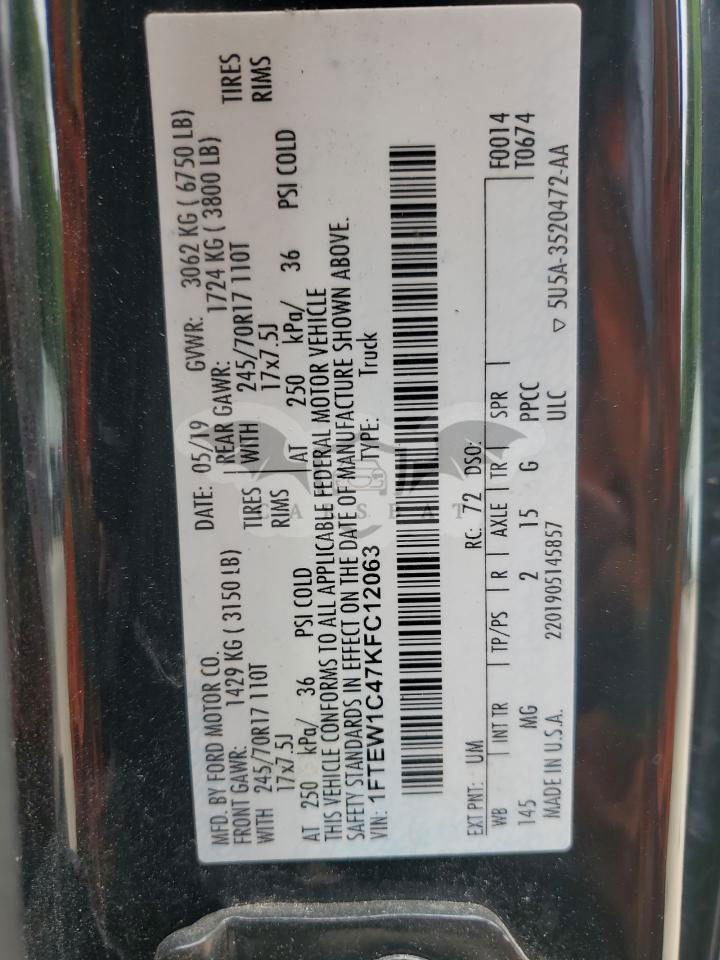 MFD. BY FORD MOTOR CO. DATE: 05/19 GVWR: 3062 KG ( 6750 LB)
FRONT GAWR: 1429 KG ( 3150 LB) REAR GAWR: 1724 KG ( 3800 LB)
WITH 245/70R17 110T TIRES WITH 245/70R17 110T TIRES
17x7.5J RIMS 17x7.5J RIMS
AT 250 kPa/ 36 PSI COLD AT 250 kPa/ 36 PSI COLD
THIS VEHICLE CONFORMS TO ALL APPLICABLE FEDERAL MOTOR VEHICLE
SAFETY STANDARDS IN EFFECT ON THE DATE OF MANUFACTURE SHOWN ABOVE.
VIN: 1FTEW1C47KFC12063 TYPE: Truck
EXT PNT: UM RC: 72 DSO: F0014
WB INT TR TP/PS R AXLE TR SPR T0674
145 MG 2 15 G PPCC
MADE IN U.S.A. 2201905145857 ULC ▽ 5U5A-3520472-AA